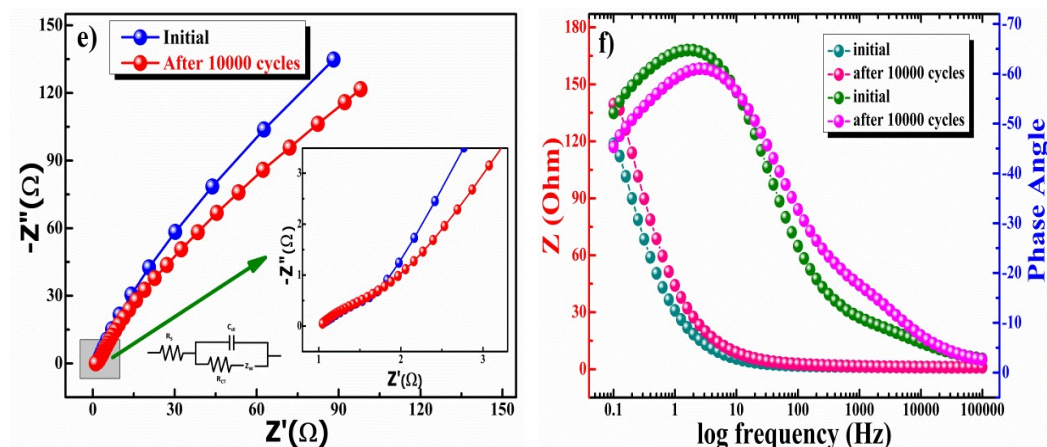 e)
Initial
After 10000 cycles
-Z"(Ω)
150
120
90
60
30
0
0 30 60 90 120 150
Z'(Ω)
-Z"(Ω)
3
2
1
0
1 2 3
Z'(Ω)
Rs
Cdl
RCT
f)
initial
after 10000 cycles
initial
after 10000 cycles
Z (Ohm)
180
150
120
90
60
30
0
0.1 1 10 100 1000 10000 100000
log frequency (Hz)
Phase Angle
-70
-60
-50
-40
-30
-20
-10
0